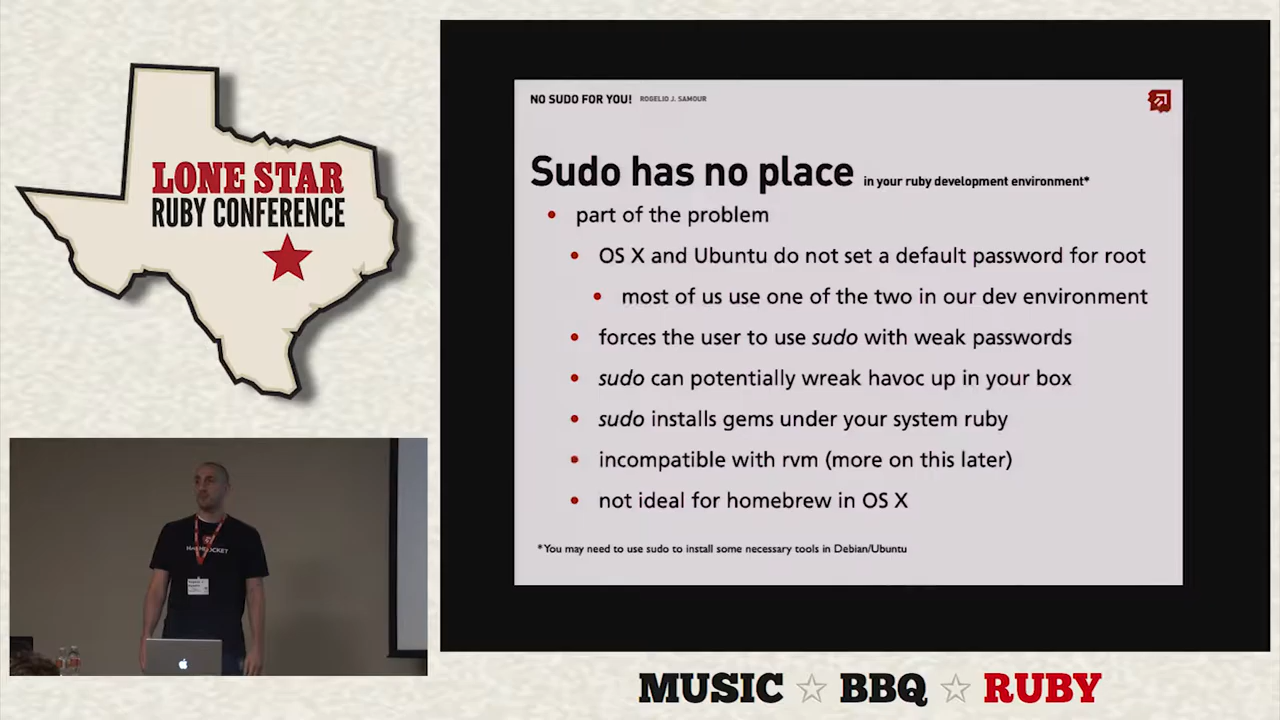 LONE STAR
RUBY CONFERENCE
NO SUDO FOR YOU! ROGELIO J. SAMOUR
Sudo has no place in your ruby development environment*
• part of the problem
• OS X and Ubuntu do not set a default password for root
• most of us use one of the two in our dev environment
• forces the user to use sudo with weak passwords
• sudo can potentially wreak havoc up in your box
• sudo installs gems under your system ruby
• incompatible with rvm (more on this later)
• not ideal for homebrew in OS X
*You may need to use sudo to install some necessary tools in Debian/Ubuntu
MUSIC ☆ BBQ ☆ RUBY